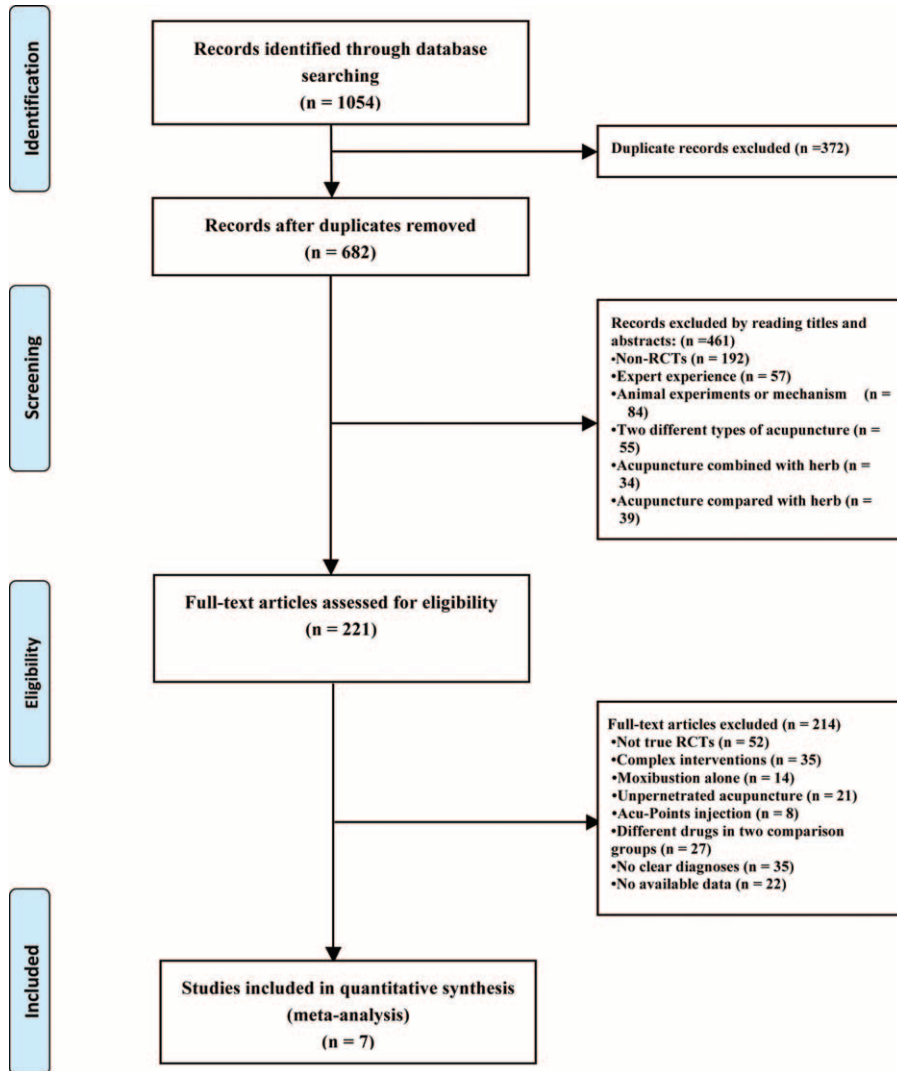 Identification
Records identified through database
searching
(n = 1054)
Duplicate records excluded (n =372)
Records after duplicates removed
(n = 682)
Screening
Records excluded by reading titles and
abstracts: (n =461)
•Non-RCTs (n = 192)
•Expert experience (n = 57)
•Animal experiments or mechanism (n =
84)
•Two different types of acupuncture (n =
55)
•Acupuncture combined with herb (n =
34)
•Acupuncture compared with herb (n =
39)
Eligibility
Full-text articles assessed for eligibility
(n = 221)
Full-text articles excluded (n = 214)
•Not true RCTs (n = 52)
•Complex interventions (n = 35)
•Moxibustion alone (n = 14)
•Unpernetrated acupuncture (n = 21)
•Acu-Points injection (n = 8)
•Different drugs in two comparison
groups (n = 27)
•No clear diagnoses (n = 35)
•No available data (n = 22)
Included
Studies included in quantitative synthesis
(meta-analysis)
(n = 7)